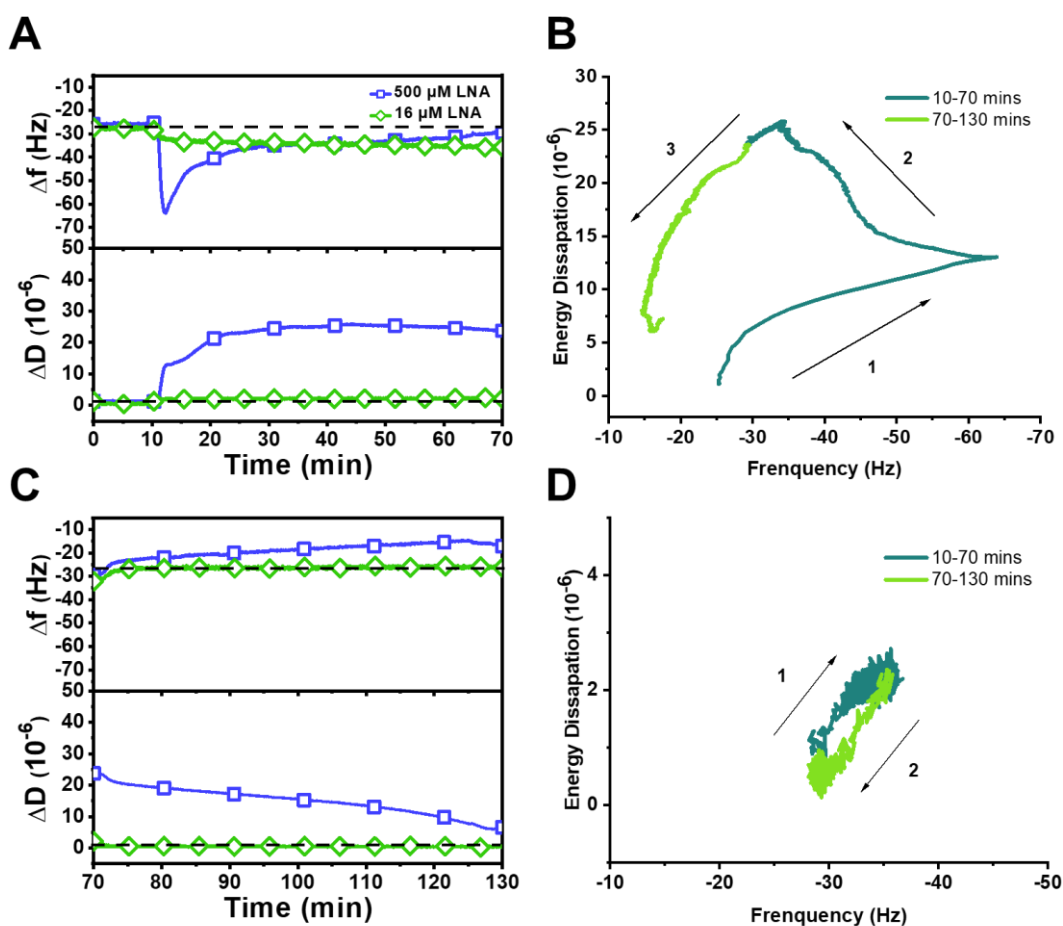 A
500 μM LNA
16 μM LNA
-10
-20
-30
-40
-50
-60
-70
Δf (Hz)
50
40
30
20
10
0
ΔD (10⁻⁶)
0 10 20 30 40 50 60 70
Time (min)
B
30
25
20
15
10
5
0
Energy Dissapation (10⁻⁶)
10-70 mins
70-130 mins
3
2
1
-10 -20 -30 -40 -50 -60 -70
Frenquency (Hz)
C
-10
-20
-30
-40
-50
-60
-70
Δf (Hz)
50
40
30
20
10
0
ΔD (10⁻⁶)
70 80 90 100 110 120 130
Time (min)
D
4
2
0
Energy Dissapation (10⁻⁶)
10-70 mins
70-130 mins
1
2
-10 -20 -30 -40 -50
Frenquency (Hz)